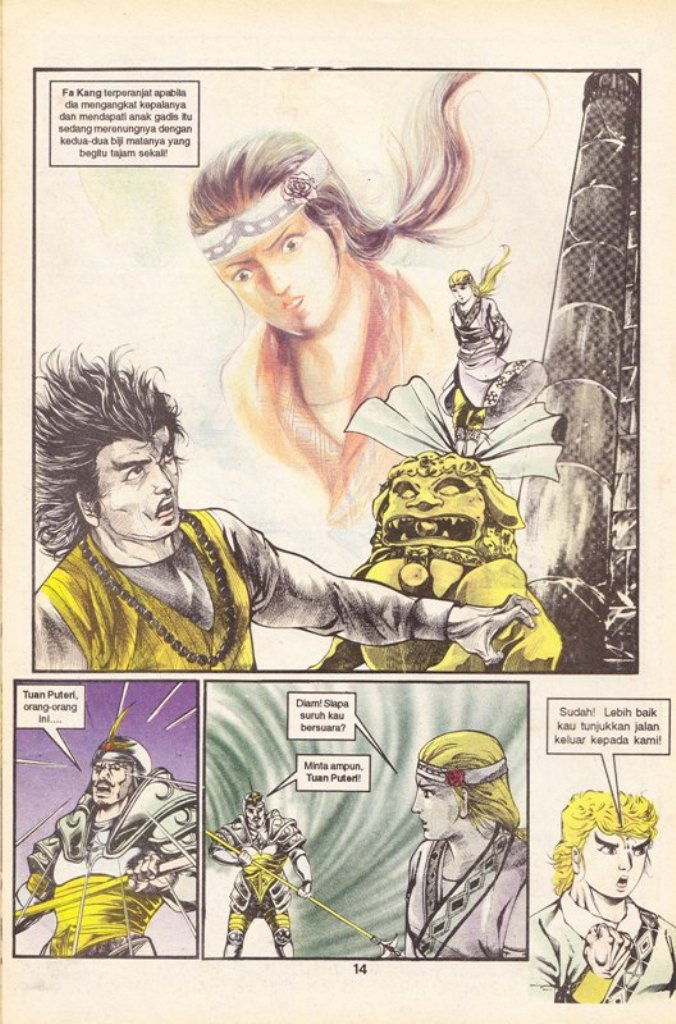 Fa Kang terperanjat apabila
dia mengangkat kepalanya
dan mendapati anak gadis itu
sedang merenungnya dengan
kedua-dua biji matanya yang
begitu tajam sekali!
Tuan Puteri,
orang-orang
ini....
Diam! Siapa
suruh kau
bersuara?
Minta ampun,
Tuan Puteri!
Sudah! Lebih baik
kau tunjukkan jalan
keluar kepada kami!
14